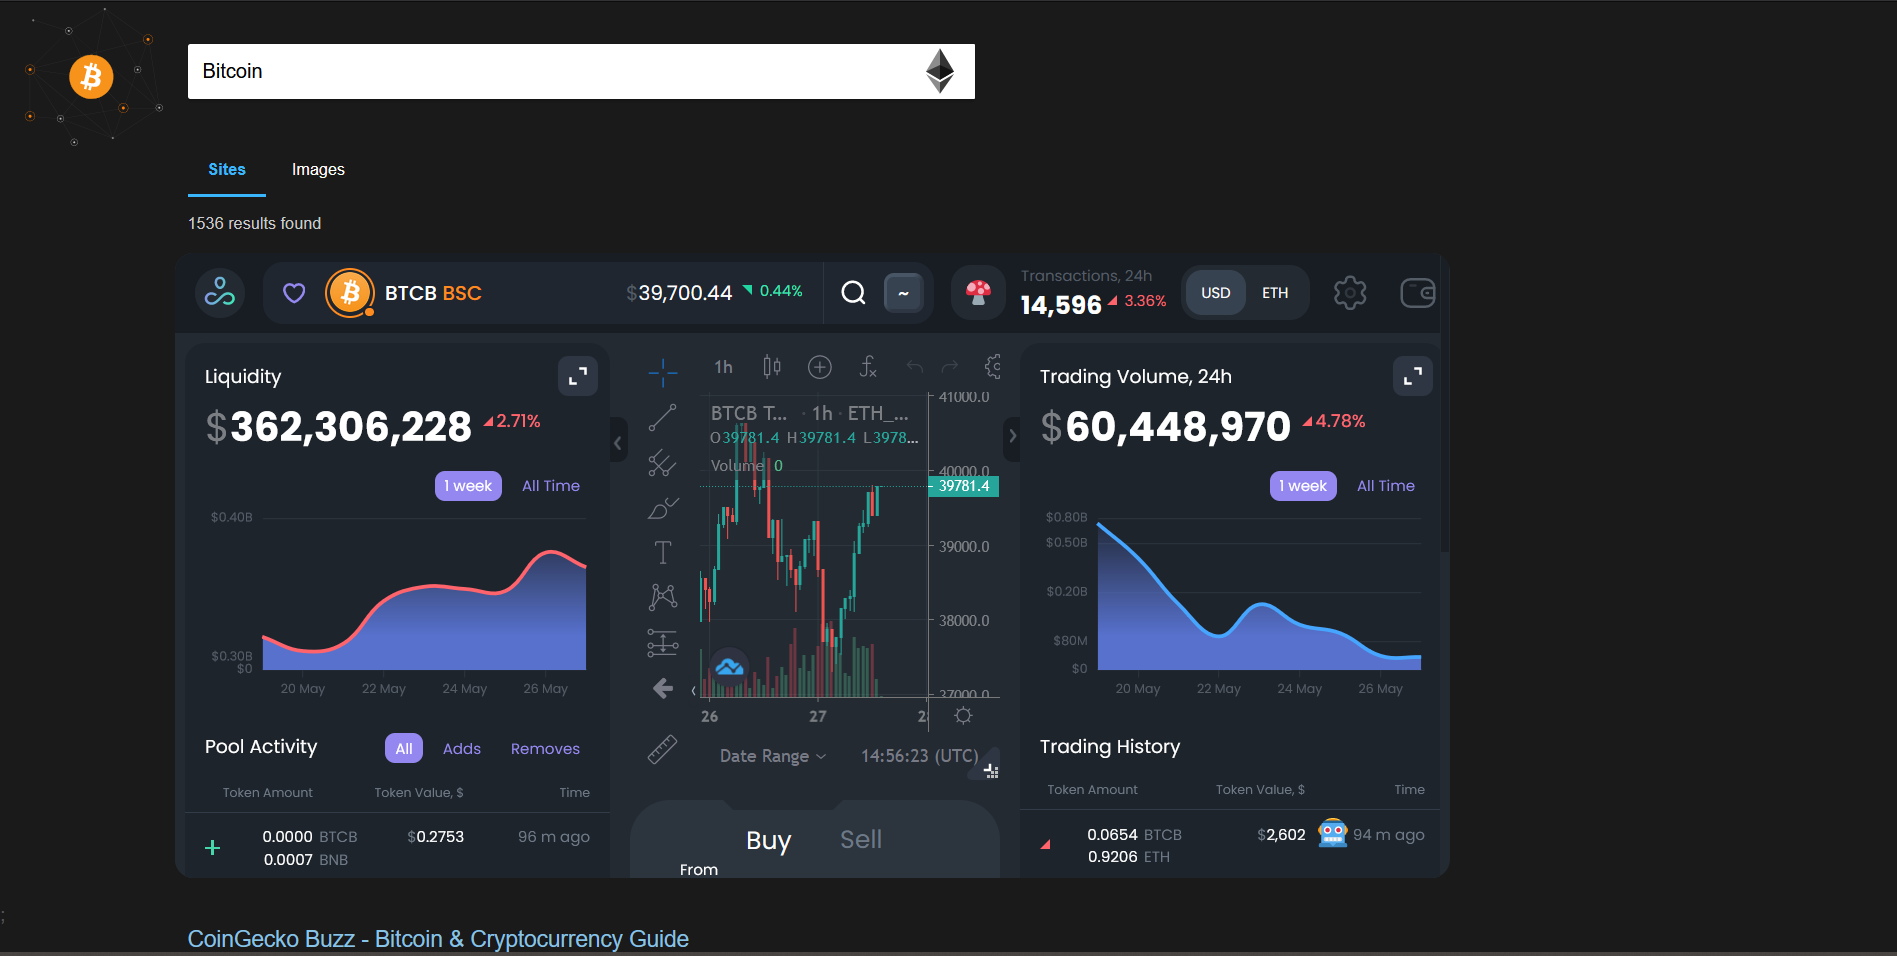 Bitcoin
Sites Images
1536 results found
BTCB BSC $39,700.44 0.44% ~ Transactions, 24h
14,596 3.36% USD ETH
Liquidity
$362,306,228 2.71%
1 week All Time
$0.40B
$0.30B
$0
20 May 22 May 24 May 26 May
Pool Activity All Adds Removes
Token Amount Token Value, $ Time
0.0000 BTCB $0.2753 96 m ago
0.0007 BNB
1h
BTCB T... · 1h · ETH_...
O39781.4 H39781.4 L3978...
Volume 0
41000.0
40000.0
39781.4
39000.0
38000.0
37000.0
26 27
Date Range 14:56:23 (UTC)
Buy Sell
From
Trading Volume, 24h
$60,448,970 4.78%
1 week All Time
$0.80B
$0.50B
$0.20B
$80M
$0
20 May 22 May 24 May 26 May
Trading History
Token Amount Token Value, $ Time
0.0654 BTCB $2,602 94 m ago
0.9206 ETH
;
CoinGecko Buzz - Bitcoin & Cryptocurrency Guide